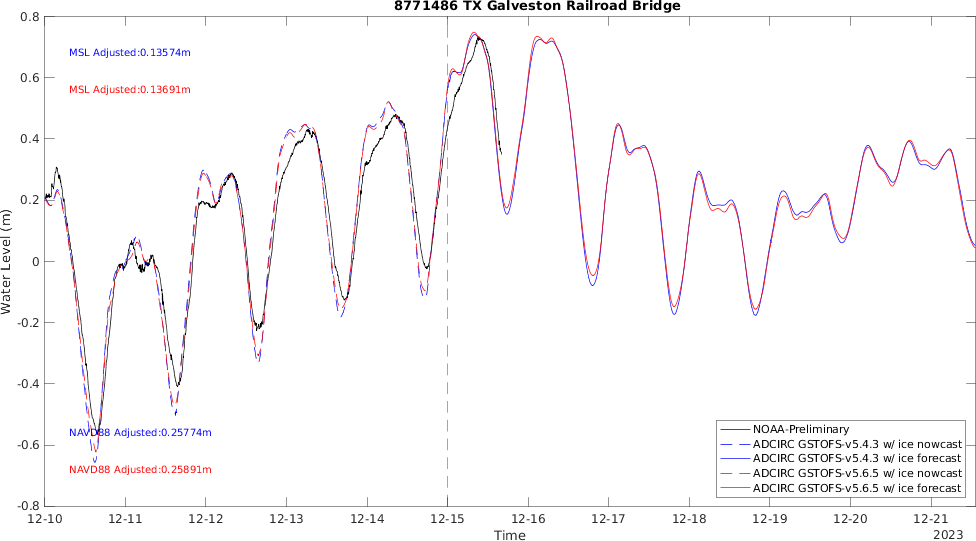 8771486 TX Galveston Railroad Bridge
0.8
0.6
0.4
0.2
0
-0.2
-0.4
-0.6
-0.8
Water Level (m)
MSL Adjusted:0.13574m
MSL Adjusted:0.13691m
NAVD88 Adjusted:0.25774m
NAVD88 Adjusted:0.25891m
NOAA-Preliminary
ADCIRC GSTOFS-v5.4.3 w/ ice nowcast
ADCIRC GSTOFS-v5.4.3 w/ ice forecast
ADCIRC GSTOFS-v5.6.5 w/ ice nowcast
ADCIRC GSTOFS-v5.6.5 w/ ice forecast
12-10 12-11 12-12 12-13 12-14 12-15 12-16 12-17 12-18 12-19 12-20 12-21
Time
2023